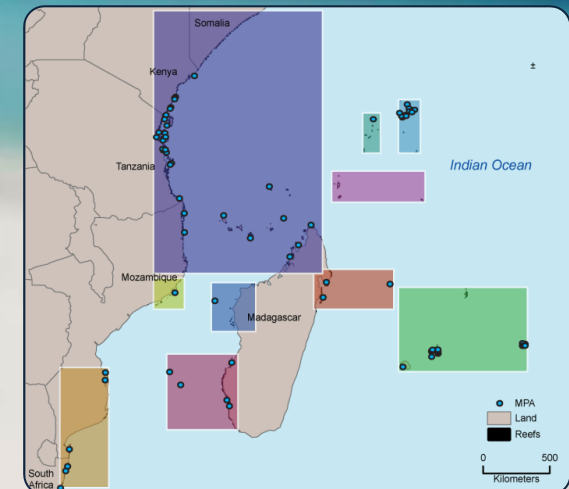 Somalia
Kenya
±
Indian Ocean
Tanzania
Mozambique
Madagascar
MPA
Land
Reefs
South
Africa
0 500
Kilometers